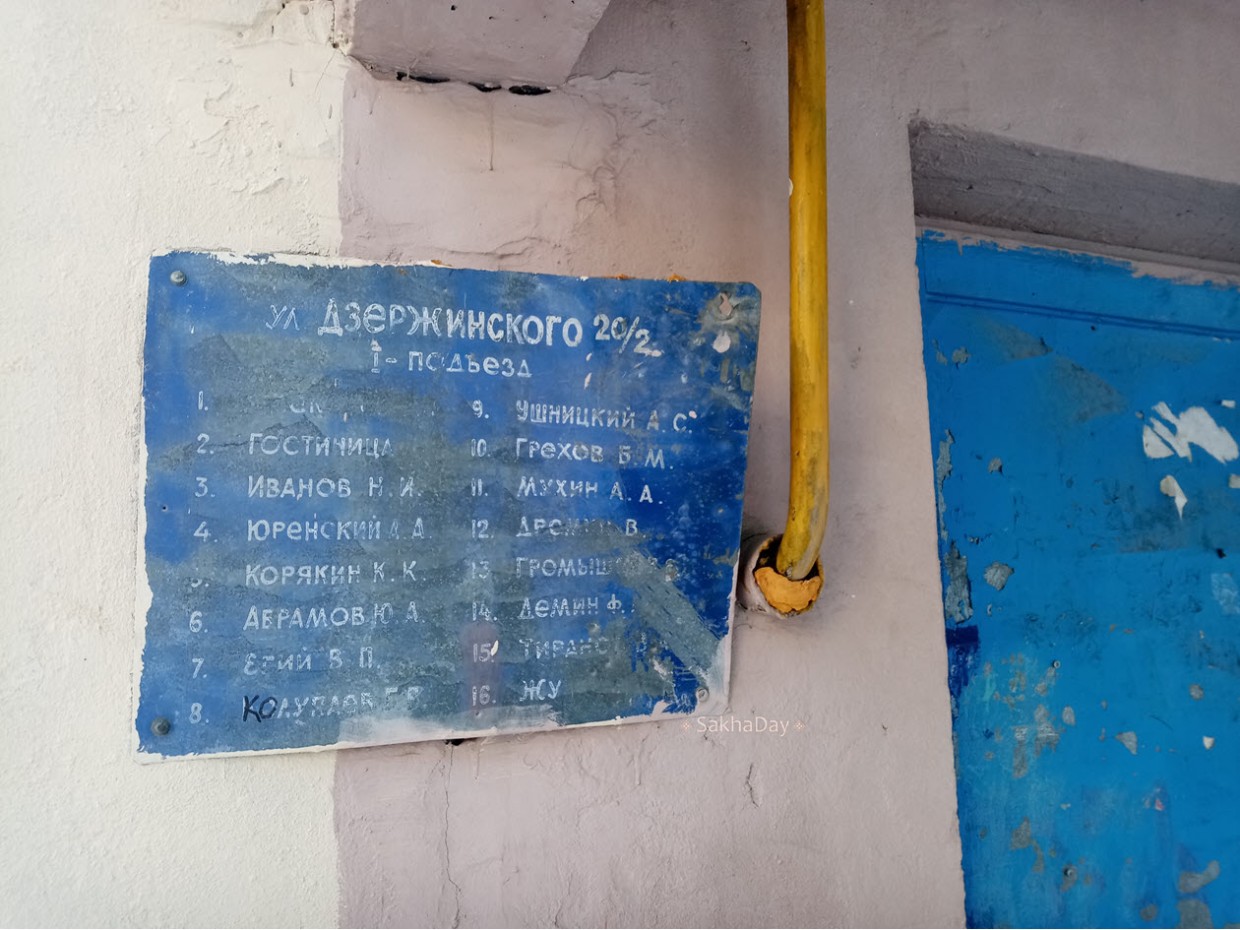 ул ДЗЕРЖИНСКОГО 20/2
1-подъезд
1.
2. ГОСТИНИЦА
3. ИВАНОВ Н.И.
4. ЮРЕНСКИЙ А.А.
5. КОРЯКИН К.К.
6. АБРАМОВ Ю.А.
7. В.П.
8.
9. УШНИЦКИЙ А.С.
10. ГРЕХОВ Б.М.
11. МУХИН А.А.
12. В.
13.
14. ДЕМИН Ф.
15.
16. ЖУ
SakhaDay